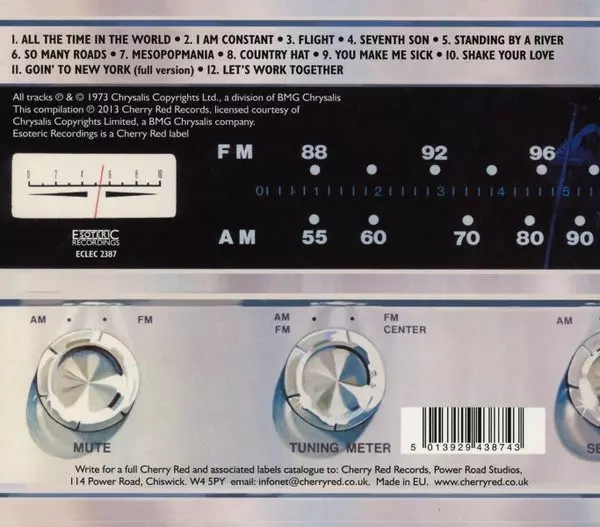 1. ALL THE TIME IN THE WORLD • 2. I AM CONSTANT • 3. FLIGHT • 4. SEVENTH SON • 5. STANDING BY A RIVER
6. SO MANY ROADS • 7. MESOPOPMANIA • 8. COUNTRY HAT • 9. YOU MAKE ME SICK • 10. SHAKE YOUR LOVE
11. GOIN' TO NEW YORK (full version) • 12. LET'S WORK TOGETHER
All tracks ℗ & © 1973 Chrysalis Copyrights Ltd., a division of BMG Chrysalis
This compilation ℗ 2013 Cherry Red Records, licensed courtesy of
Chrysalis Copyrights Limited, a BMG Chrysalis company.
Esoteric Recordings is a Cherry Red label
FM 88 92 96
0 1 2 3 4 5
AM 55 60 70 80 90
ESOTERIC
RECORDINGS
ECLEC 2387
AM FM
AM
FM
FM
CENTER
AM
MUTE
TUNING METER
SE
5 013929 438743
Write for a full Cherry Red and associated labels catalogue to: Cherry Red Records, Power Road Studios,
114 Power Road, Chiswick. W4 5PY email: infonet@cherryred.co.uk. Made in EU. www.cherryred.co.uk